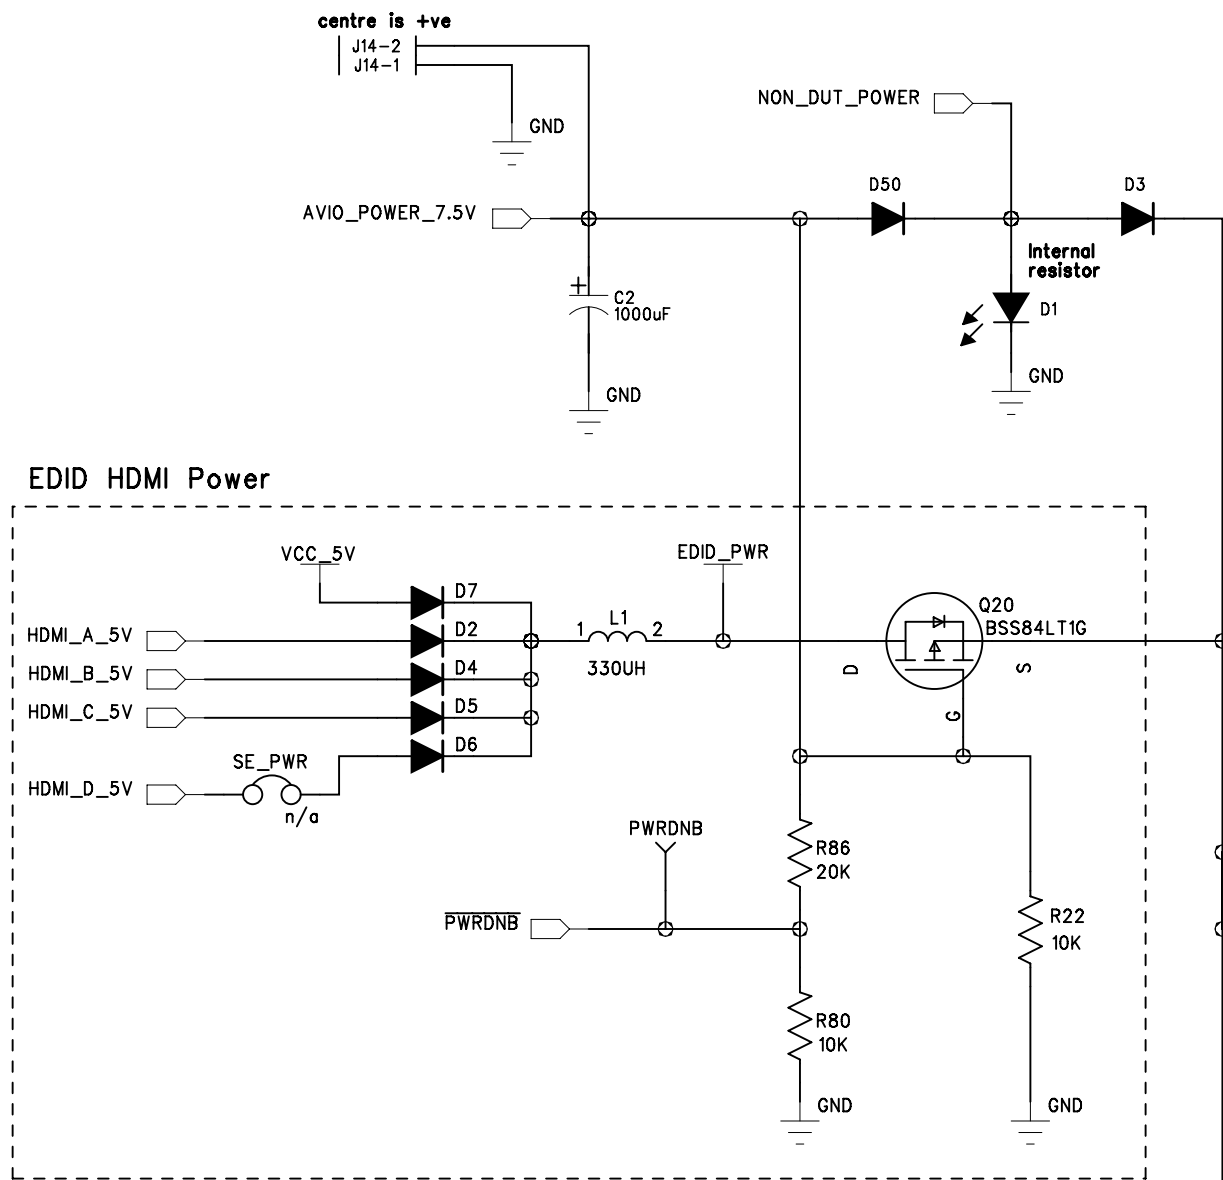 centre is +ve
J14-2
J14-1
GND
NON_DUT_POWER
AVIO_POWER_7.5V
D50
D3
Internal
resistor
D1
GND
+
C2
1000uF
GND
EDID HDMI Power
VCC_5V
EDID_PWR
D7
HDMI_A_5V
D2
1
L1
2
330UH
Q20
BSS84LT1G
D
S
G
HDMI_B_5V
D4
HDMI_C_5V
D5
D6
SE_PWR
HDMI_D_5V
n/a
PWRDNB
R86
20K
PWRDNB
R22
10K
R80
10K
GND
GND